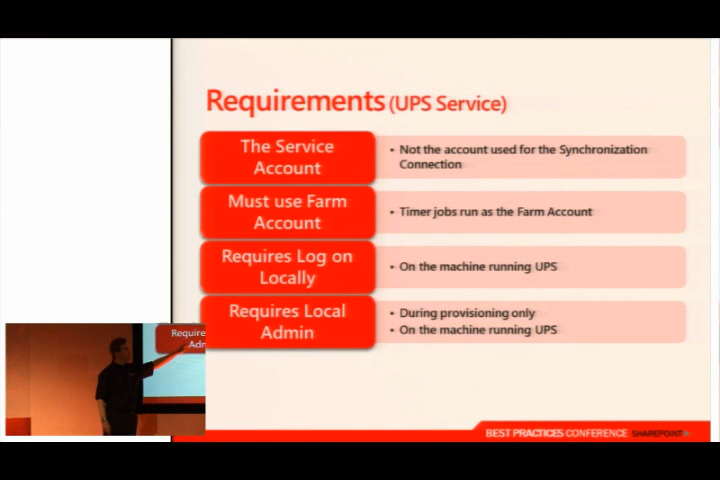 Requirements (UPS Service)
The Service
Account
• Not the account used for the Synchronization
Connection
Must use Farm
Account
• Timer jobs run as the Farm Account
Requires Log on
Locally
• On the machine running UPS
Requires Local
Admin
• During provisioning only
• On the machine running UPS
Require
Adn
BEST PRACTICES CONFERENCE SHAREPOINT